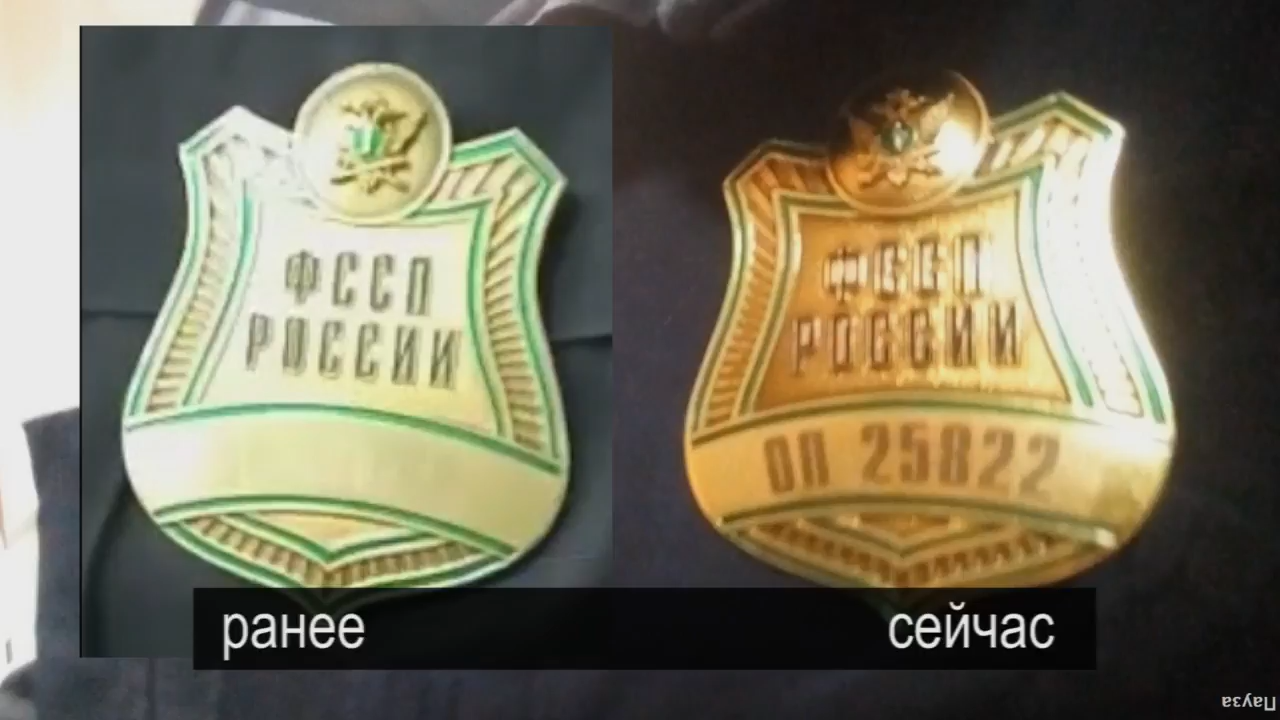 ФССП
РОССИИ
ФССП
РОССИИ
ОП 25822
ранее
сейчас
Пауза